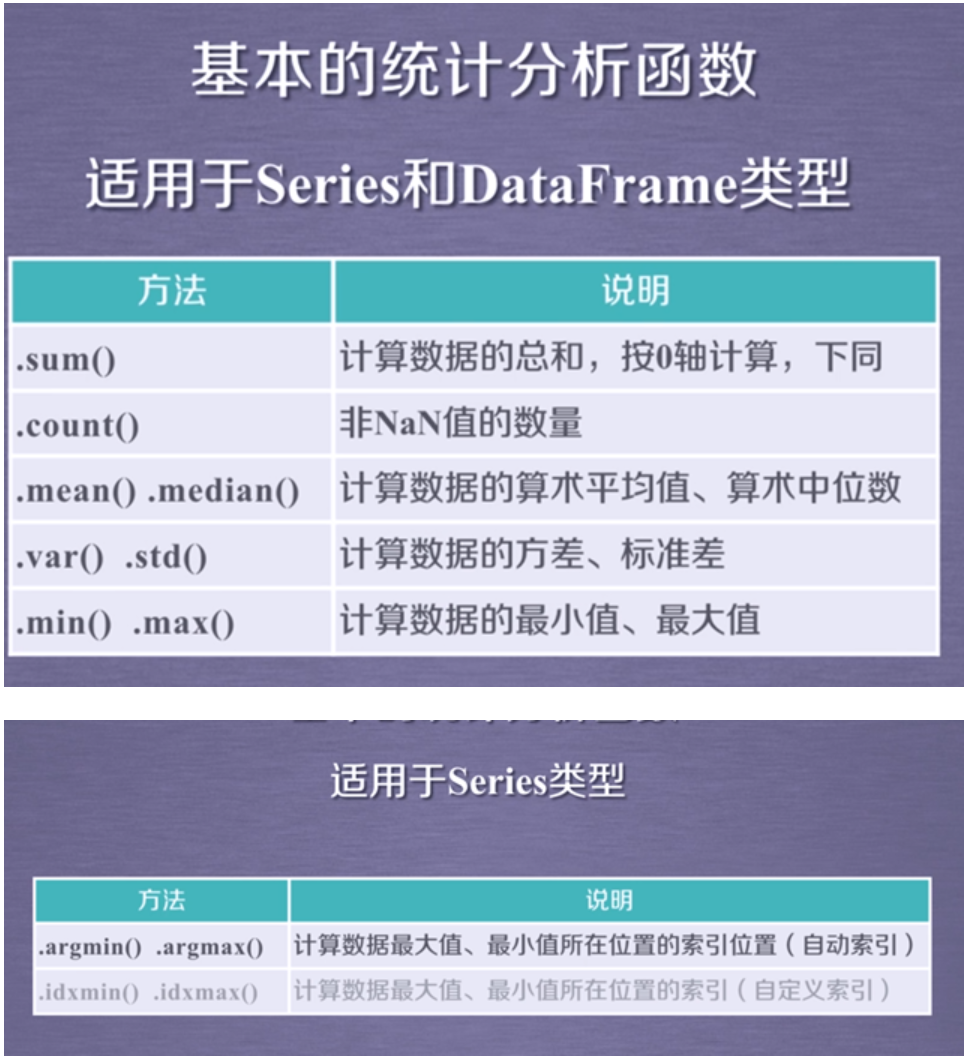 基本的统计分析函数
适用于Series和DataFrame类型
方法 说明
.sum() 计算数据的总和，按0轴计算，下同
.count() 非NaN值的数量
.mean() .median() 计算数据的算术平均值、算术中位数
.var() .std() 计算数据的方差、标准差
.min() .max() 计算数据的最小值、最大值
适用于Series类型
方法 说明
.argmin() .argmax() 计算数据最大值、最小值所在位置的索引位置（自动索引）
.idxmin() .idxmax() 计算数据最大值、最小值所在位置的索引（自定义索引）